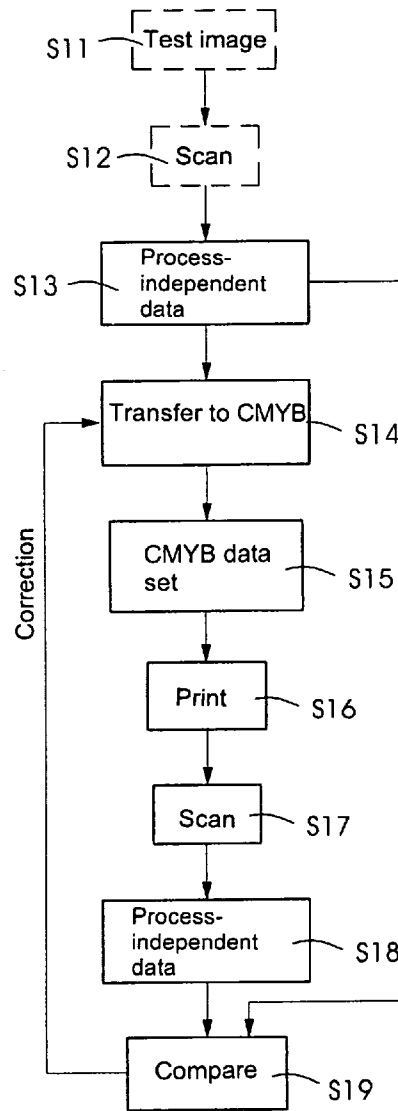 S11
Test image
S12
Scan
S13
Process-
independent
data
Transfer to CMYB
S14
CMYB data
set
S15
Correction
Print
S16
Scan
S17
Process-
independent
data
S18
Compare
S19